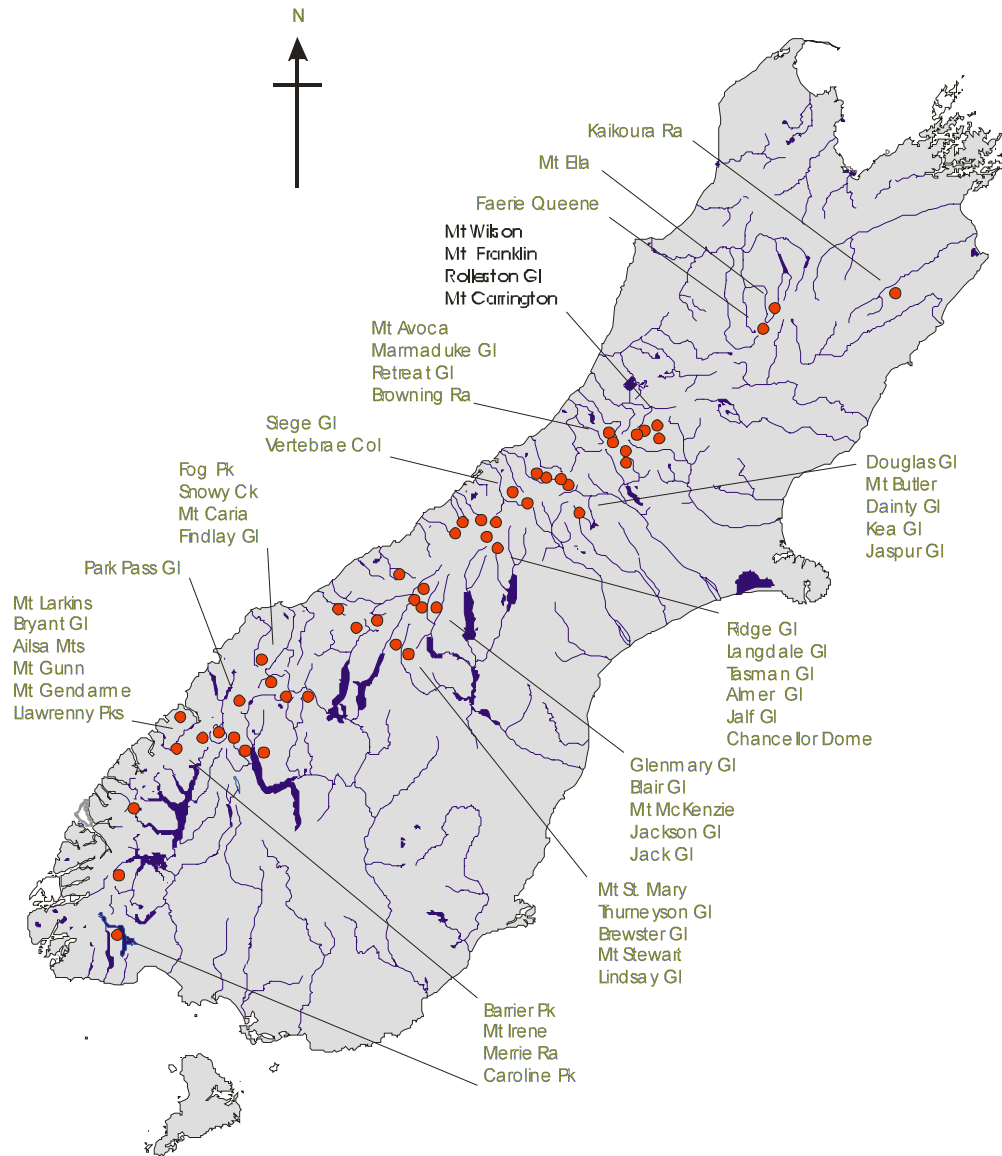 N
Kaikoura Ra
Mt Ella
Faerie Queene
Mt Wilson
Mt Franklin
Rolleston Gl
Mt Carrington
Mt Avoca
Marmaduke Gl
Retreat Gl
Browning Ra
Siege Gl
Vertebrae Col
Fog Pk
Snowy Ck
Mt Caria
Findlay Gl
Park Pass Gl
Mt Larkins
Bryant Gl
Ailsa Mts
Mt Gunn
Mt Gendarme
Llawrenny Pks
Douglas Gl
Mt Butler
Dainty Gl
Kea Gl
Jaspur Gl
Ridge Gl
Langdale Gl
Tasman Gl
Almer Gl
Jalf Gl
Chancellor Dome
Glenmary Gl
Blair Gl
Mt McKenzie
Jackson Gl
Jack Gl
Mt St. Mary
Thurneyson Gl
Brewster Gl
Mt Stewart
Lindsay Gl
Barrier Pk
Mt Irene
Merrie Ra
Caroline Pk